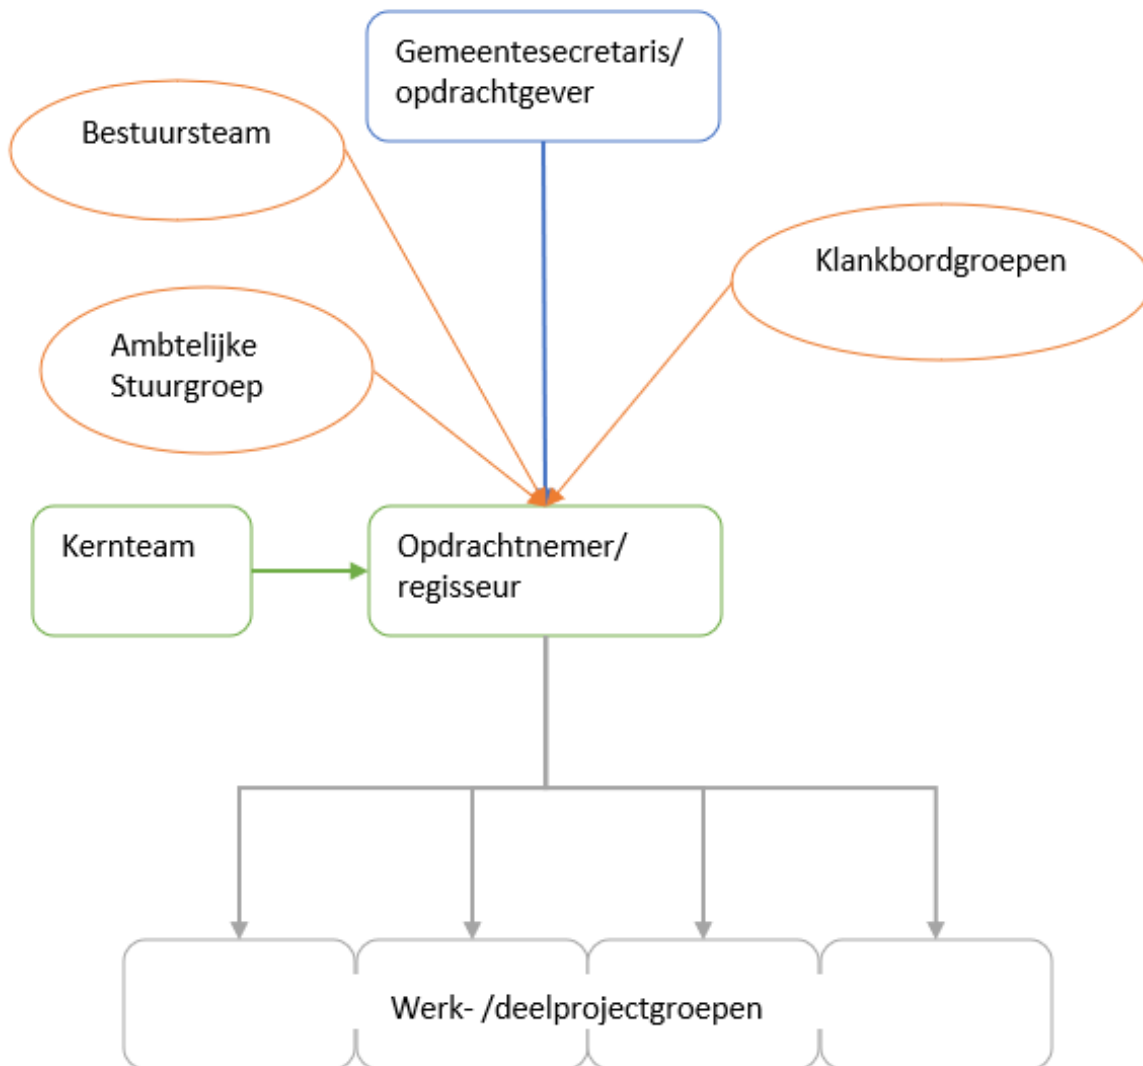 Gemeentesecretaris/
opdrachtgever
Bestuursteam
Klankbordgroepen
Ambtelijke
Stuurgroep
Kernteam
Opdrachtnemer/
regisseur
Werk- /deelprojectgroepen